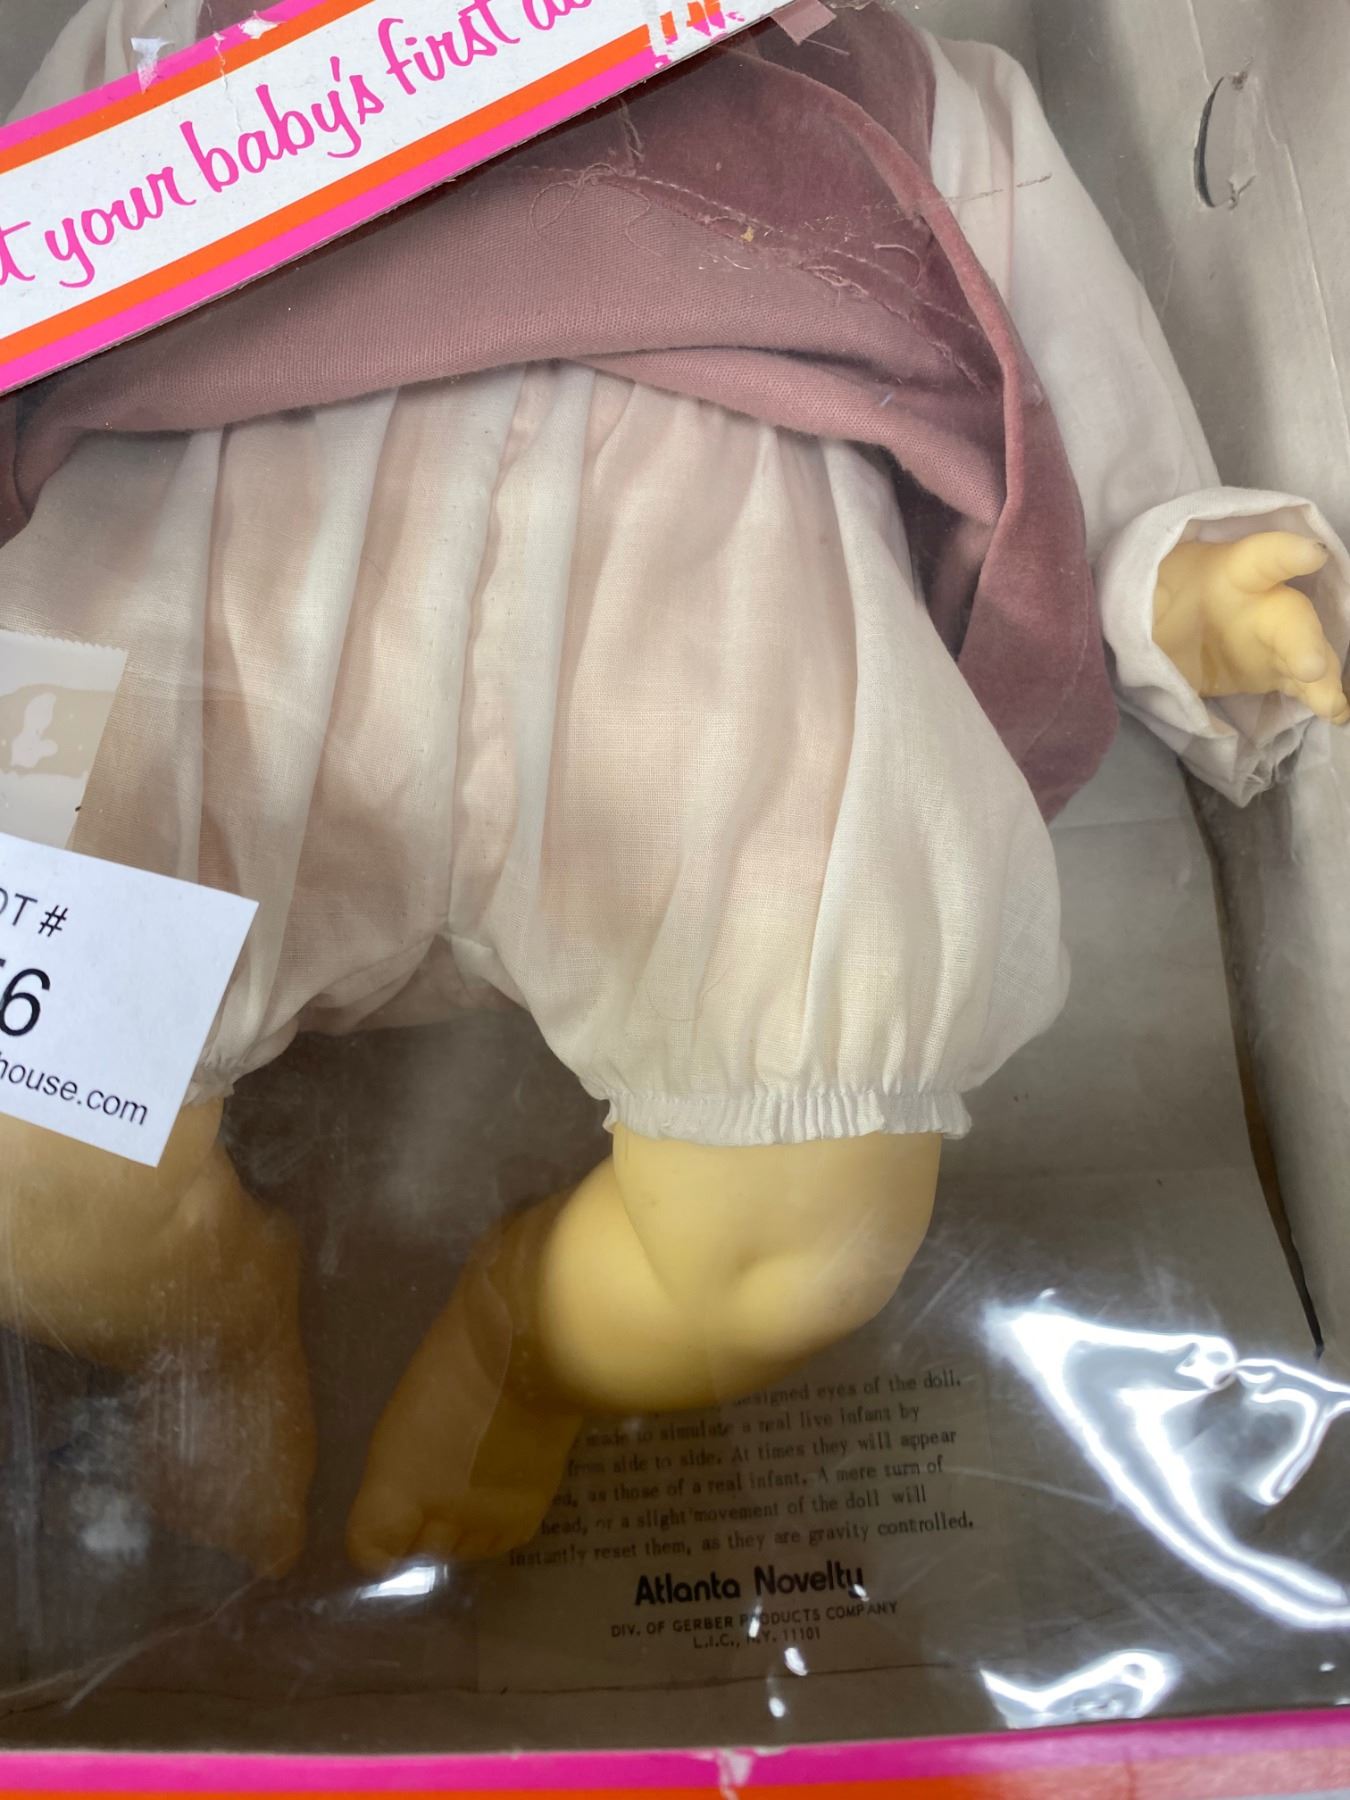 your baby's first
#
6
house.com
signed eyes of the doll.
made to simulate a real live infant by
from side to side. At times they will appear
ed, as those of a real infant. A mere turn of
head, or a slight movement of the doll will
instantly reset them, as they are gravity controlled.
Atlanta Novelty
DIV. OF GERBER PRODUCTS COMPANY
L.I.C., N.Y. 11101